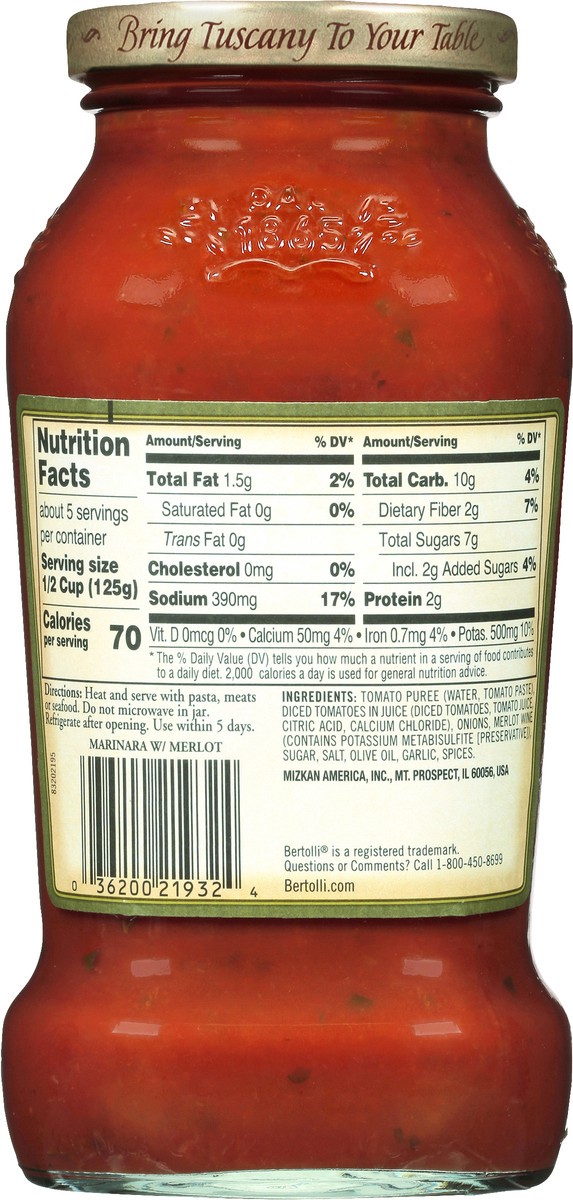 Bring Tuscany To Your Table
DAL
1865
Nutrition
Facts
about 5 servings
per container
Serving size
1/2 Cup (125g)
Calories
per serving 70
Amount/Serving % DV*
Total Fat 1.5g 2%
Saturated Fat 0g 0%
Trans Fat 0g
Cholesterol 0mg 0%
Sodium 390mg 17%
Amount/Serving % DV*
Total Carb. 10g 4%
Dietary Fiber 2g 7%
Total Sugars 7g
Incl. 2g Added Sugars 4%
Protein 2g
Vit. D 0mcg 0% • Calcium 50mg 4% • Iron 0.7mg 4% • Potas. 500mg 10%
* The % Daily Value (DV) tells you how much a nutrient in a serving of food contributes
to a daily diet. 2,000 calories a day is used for general nutrition advice.
Directions: Heat and serve with pasta, meats
or seafood. Do not microwave in jar.
Refrigerate after opening. Use within 5 days.
MARINARA W/ MERLOT
83202195
0 36200 21932 4
INGREDIENTS: TOMATO PUREE (WATER, TOMATO PASTE),
DICED TOMATOES IN JUICE (DICED TOMATOES, TOMATO JUICE,
CITRIC ACID, CALCIUM CHLORIDE), ONIONS, MERLOT WINE
(CONTAINS POTASSIUM METABISULFITE [PRESERVATIVE]),
SUGAR, SALT, OLIVE OIL, GARLIC, SPICES.
MIZKAN AMERICA, INC., MT. PROSPECT, IL 60056, USA
Bertolli® is a registered trademark.
Questions or Comments? Call 1-800-450-8699
Bertolli.com